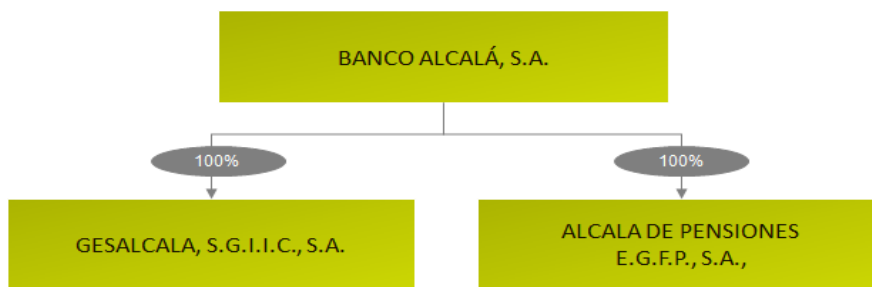 BANCO ALCALÁ, S.A.
100%
100%
GESALCALA, S.G.I.I.C., S.A.
ALCALA DE PENSIONES
E.G.F.P., S.A.,